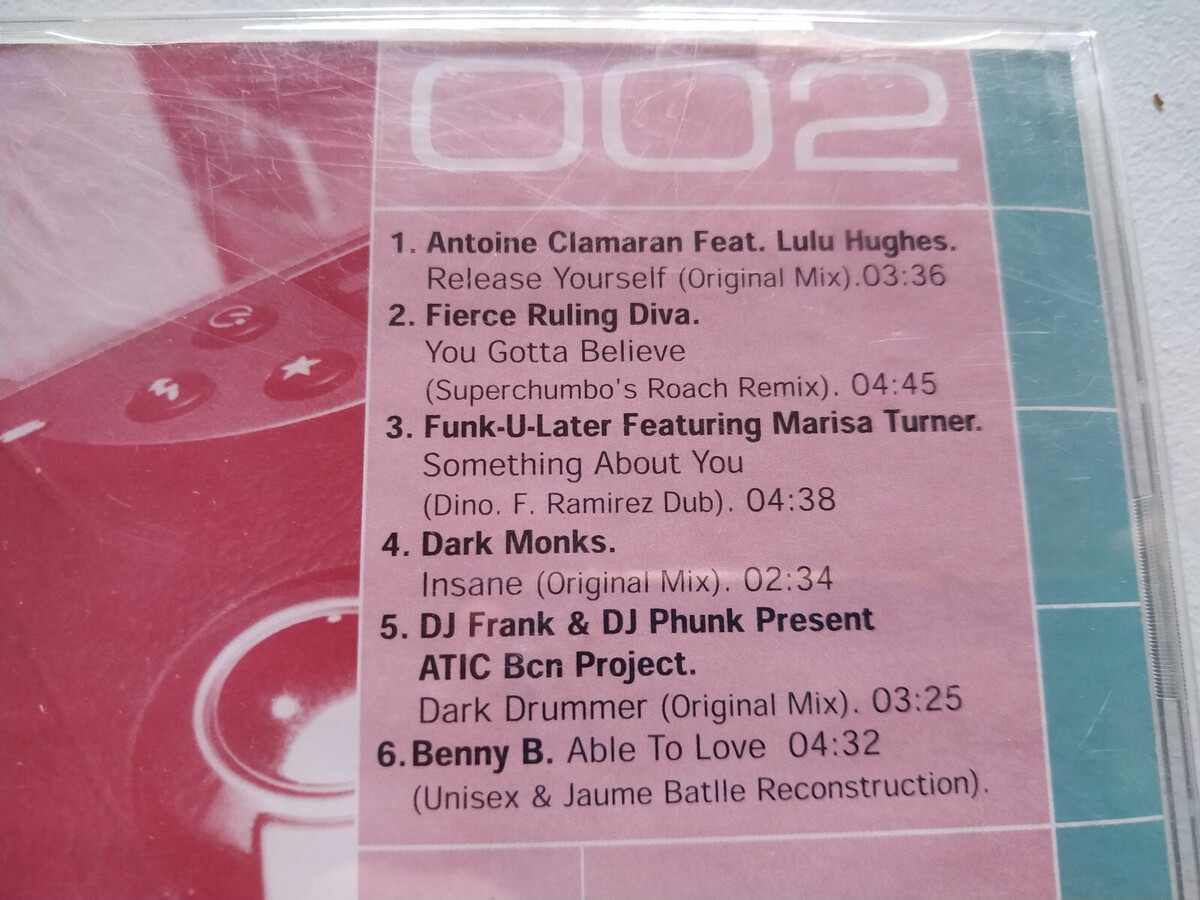 002
1. Antoine Clamaran Feat. Lulu Hughes.
Release Yourself (Original Mix).03:36
2. Fierce Ruling Diva.
You Gotta Believe
(Superchumbo's Roach Remix). 04:45
3. Funk-U-Later Featuring Marisa Turner.
Something About You
(Dino. F. Ramirez Dub). 04:38
4. Dark Monks.
Insane (Original Mix). 02:34
5. DJ Frank & DJ Phunk Present
ATIC Bcn Project.
Dark Drummer (Original Mix). 03:25
6. Benny B. Able To Love 04:32
(Unisex & Jaume Batlle Reconstruction).